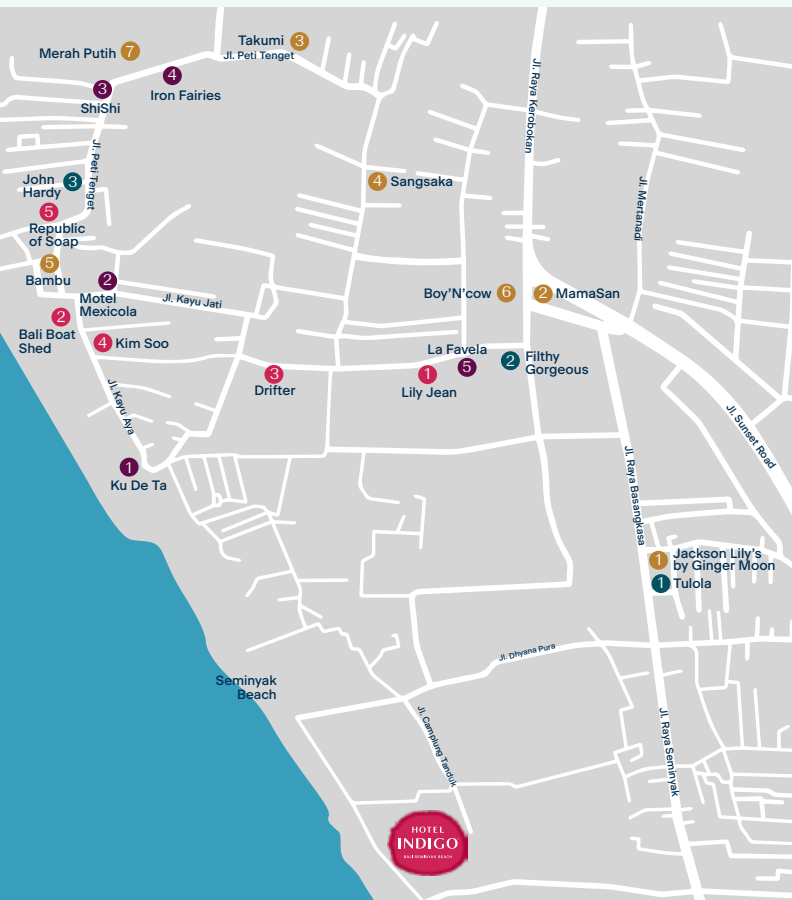 Takumi 3
Merah Putih 7
Jl. Peti Tenget
4
Iron Fairies
3
ShiShi
Jl. Raya Kerobokan
Jl. Peti Tenget
John
Hardy
3
4 Sangsaka
Jl. Mertanadi
5
Republic
of Soap
5
Bambu
2
Motel
Mexicola
Jl. Kayu Jati
Boy'N'cow 6
2 MamaSan
2
Bali Boat
Shed
4 Kim Soo
La Favela
5
2
Filthy
Gorgeous
3
Drifter
1
Lily Jean
Jl. Kayu Aya
Jl. Sunset Road
1
Ku De Ta
Jl. Raya Basangkasa
1
Jackson Lily's
by Ginger Moon
1 Tulola
Jl. Dhyana Pura
Seminyak
Beach
Jl. Camplung Tanduk
Jl. Raya Seminyak
HOTEL
INDIGO
BALI SEMINYAK BEACH